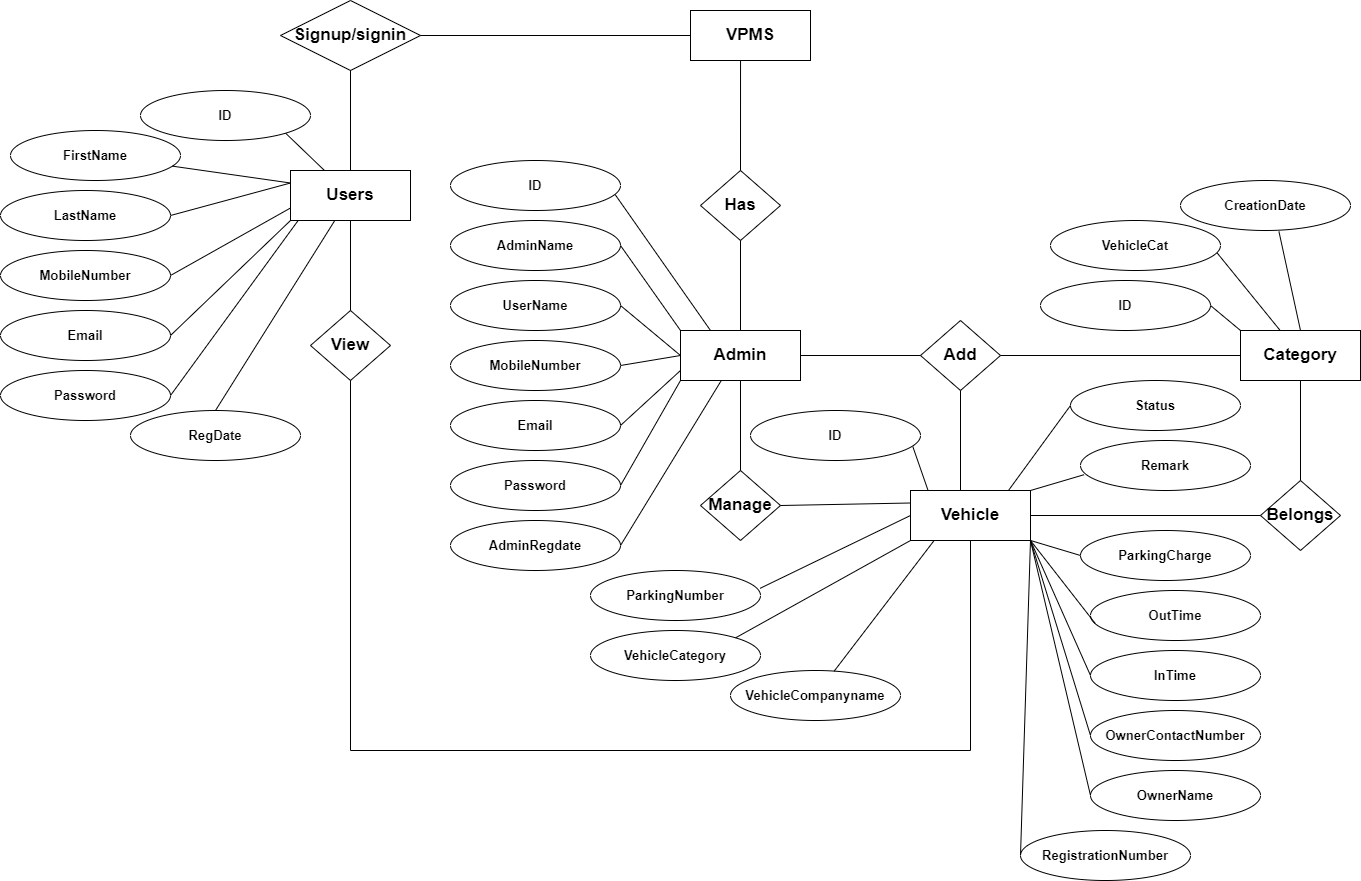 Signup/signin
VPMS
ID
FirstName
Users
LastName
MobileNumber
Email
Password
RegDate
View
Has
ID
AdminName
UserName
MobileNumber
Email
Password
AdminRegdate
Admin
Add
Manage
CreationDate
VehicleCat
ID
Category
Status
Remark
ID
Vehicle
Belongs
ParkingNumber
VehicleCategory
VehicleCompanyname
ParkingCharge
OutTime
InTime
OwnerContactNumber
OwnerName
RegistrationNumber